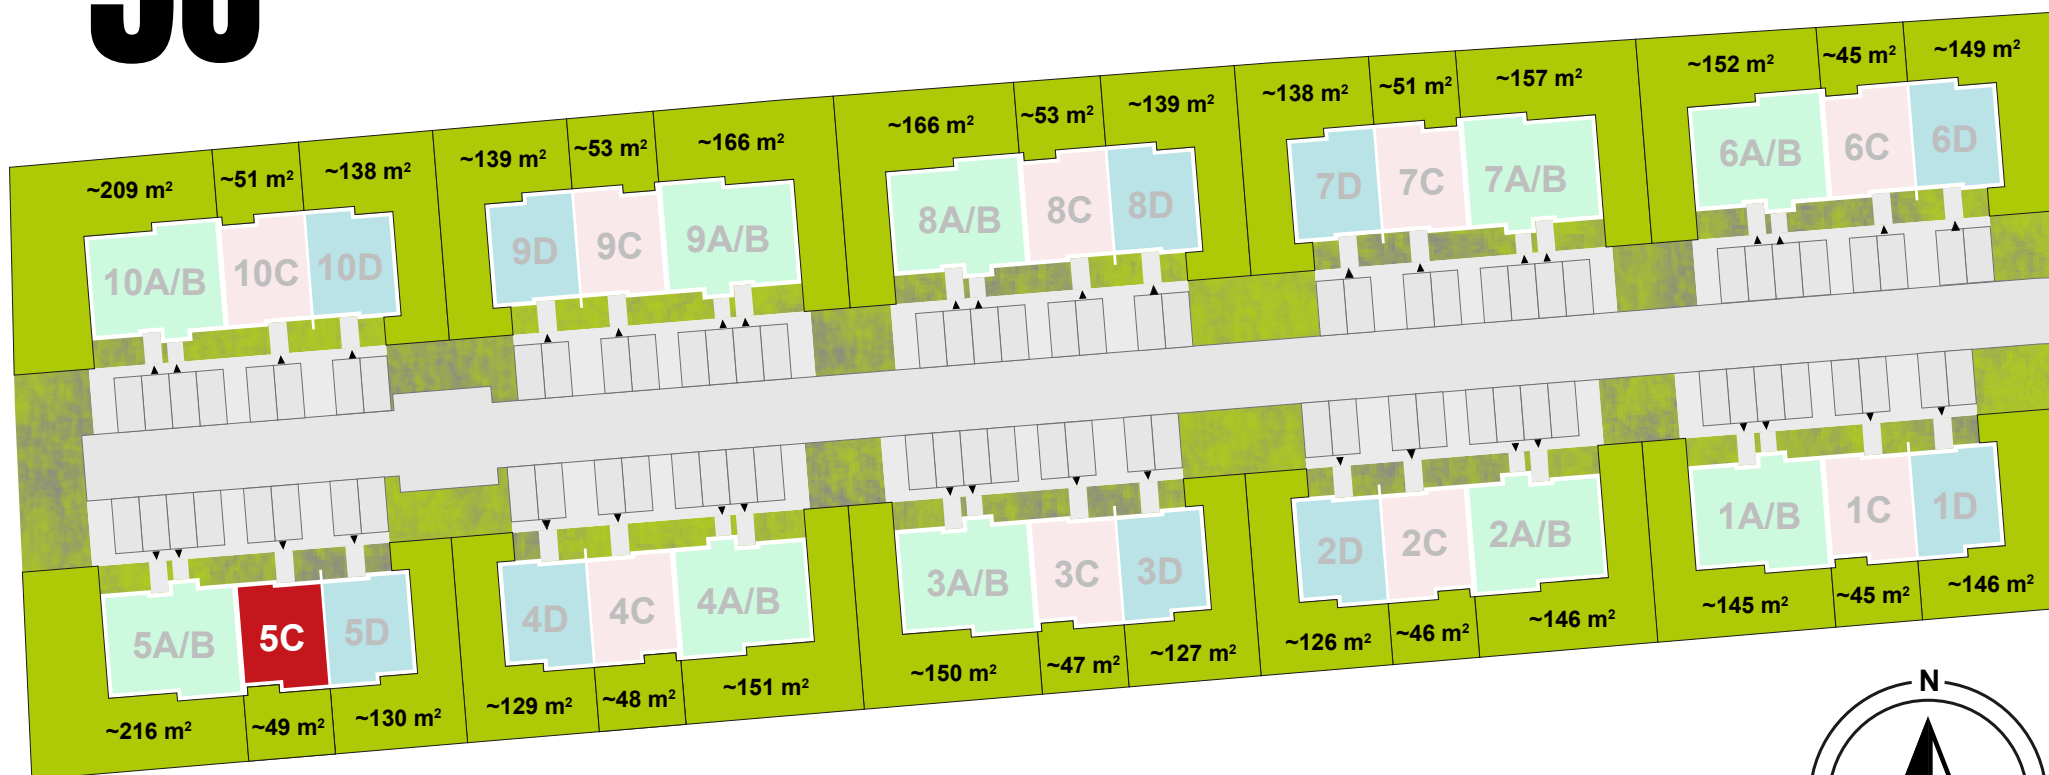 ~209 m²
~51 m²
~138 m²
~139 m²
~53 m²
~166 m²
~166 m²
~53 m²
~139 m²
~138 m²
~51 m²
~157 m²
~152 m²
~45 m²
~149 m²
10A/B
10C
10D
9D
9C
9A/B
8A/B
8C
8D
7D
7C
7A/B
6A/B
6C
6D
5A/B
5C
5D
4D
4C
4A/B
3A/B
3C
3D
2D
2C
2A/B
1A/B
1C
1D
~216 m²
~49 m²
~130 m²
~129 m²
~48 m²
~151 m²
~150 m²
~47 m²
~127 m²
~126 m²
~46 m²
~146 m²
~145 m²
~45 m²
~146 m²
N